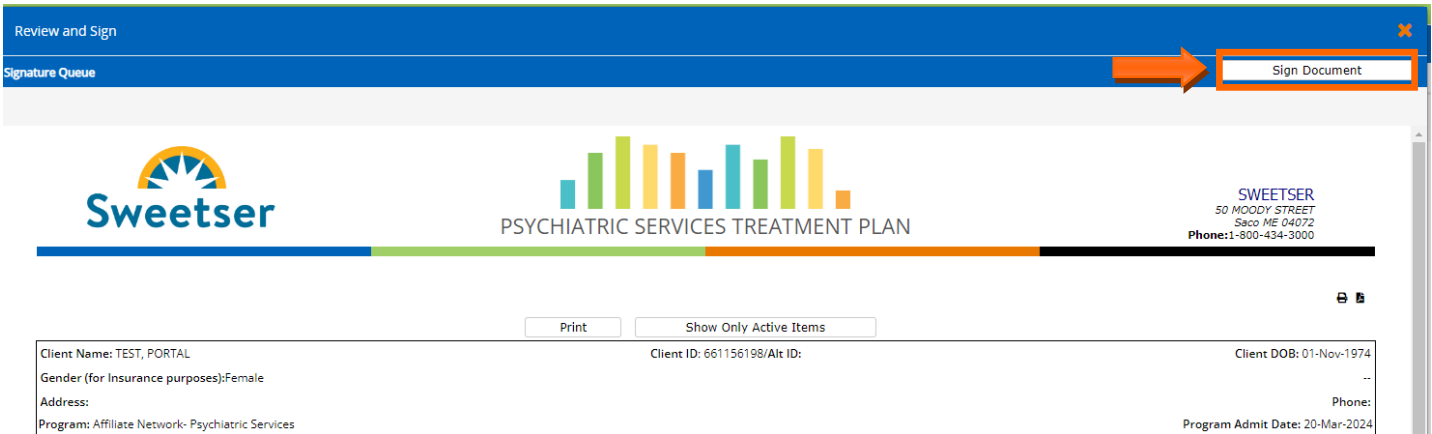 Review and Sign
Signature Queue
Sign Document
Sweetser
PSYCHIATRIC SERVICES TREATMENT PLAN
SWEETSER
50 MOODY STREET
Saco ME 04072
Phone:1-800-434-3000
Print Show Only Active Items
Client Name: TEST, PORTAL Client ID: 661156198/Alt ID: Client DOB: 01-Nov-1974
Gender (for Insurance purposes):Female --
Address: Phone:
Program: Affiliate Network- Psychiatric Services Program Admit Date: 20-Mar-2024